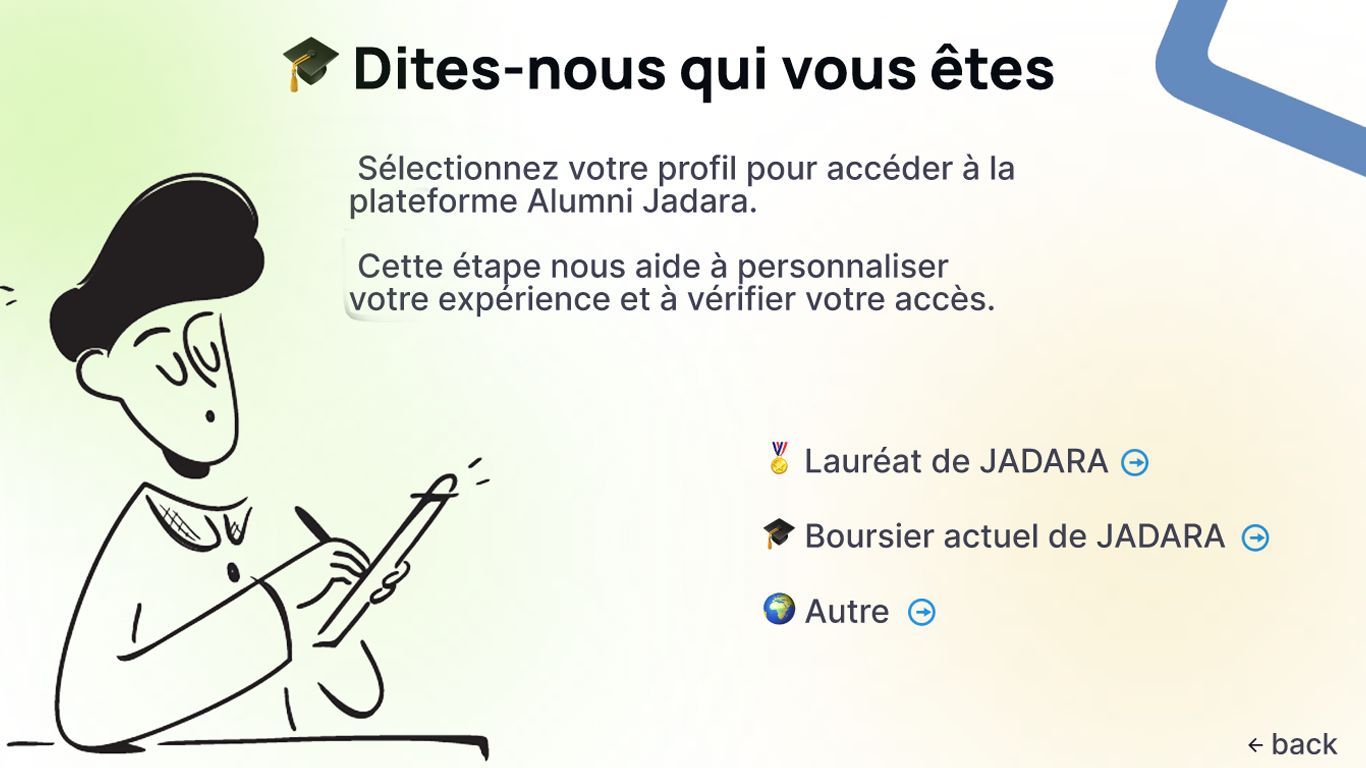 🎓 Dites-nous qui vous êtes
Sélectionnez votre profil pour accéder à la
plateforme Alumni Jadara.
Cette étape nous aide à personnaliser
votre expérience et à vérifier votre accès.
🏅 Lauréat de JADARA
🎓 Boursier actuel de JADARA
🌍 Autre
← back